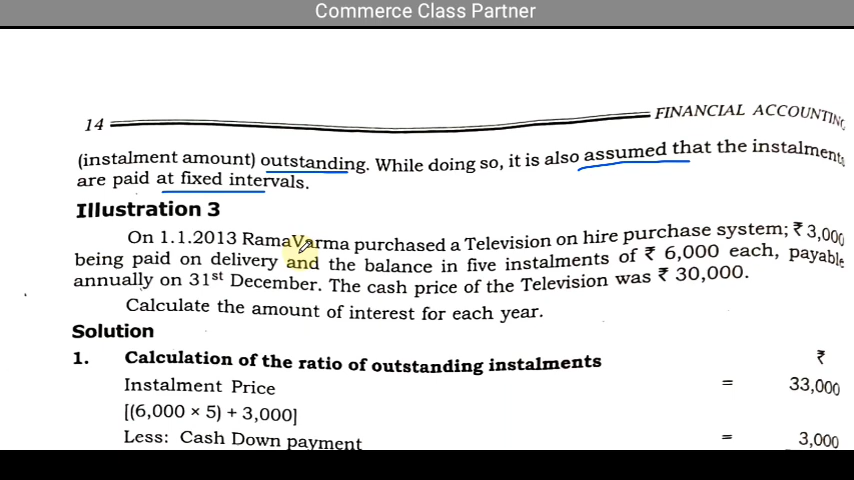 Commerce Class Partner
14 FINANCIAL ACCOUNTING
(instalment amount) outstanding. While doing so, it is also assumed that the instalments
are paid at fixed intervals.
Illustration 3
On 1.1.2013 RamaVarma purchased a Television on hire purchase system; ₹ 3,000
being paid on delivery and the balance in five instalments of ₹ 6,000 each, payable
annually on 31st December. The cash price of the Television was ₹ 30,000.
Calculate the amount of interest for each year.
Solution
1. Calculation of the ratio of outstanding instalments ₹
Instalment Price = 33,000
[(6,000 × 5) + 3,000]
Less: Cash Down payment = 3,000